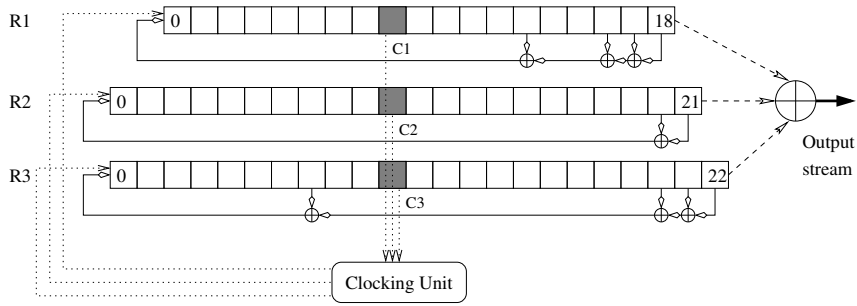 R1
0
18
C1
R2
0
21
C2
Output
stream
R3
0
22
C3
Clocking Unit